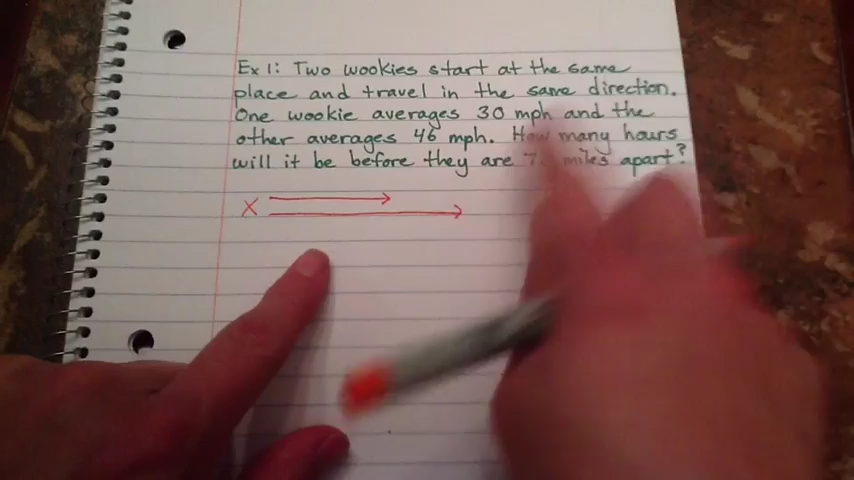 Ex 1: Two wookies start at the same
place and travel in the same direction.
One wookie averages 30 mph and the
other averages 46 mph. How many hours
will it be before they are miles apart?
X